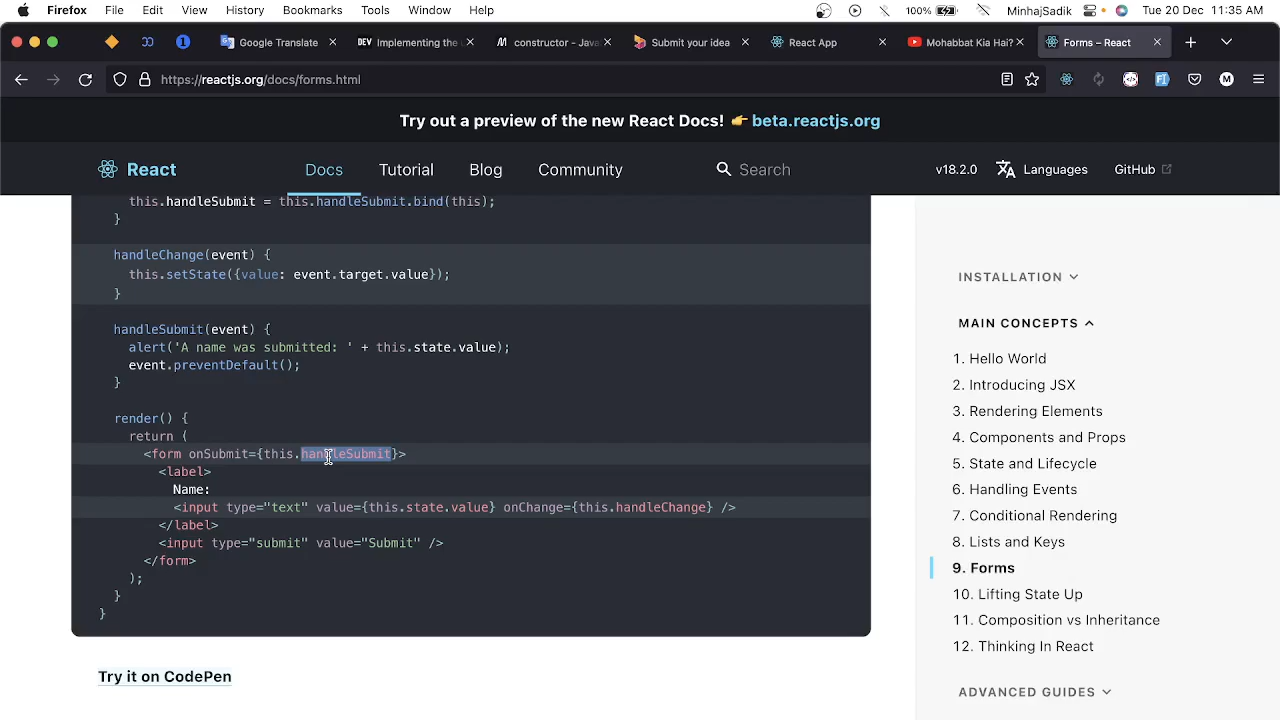 Firefox File Edit View History Bookmarks Tools Window Help 100% MinhajSadik Tue 20 Dec 11:35 AM
Google Translate DEV Implementing the constructor - Java Submit your idea React App Mohabbat Kia Hai? Forms – React
https://reactjs.org/docs/forms.html
Try out a preview of the new React Docs! 👉 beta.reactjs.org
React Docs Tutorial Blog Community Search v18.2.0 Languages GitHub
this.handleSubmit = this.handleSubmit.bind(this);
}
handleChange(event) {
this.setState({value: event.target.value});
}
handleSubmit(event) {
alert('A name was submitted: ' + this.state.value);
event.preventDefault();
}
render() {
return (
<form onSubmit={this.handleSubmit}>
<label>
Name:
<input type="text" value={this.state.value} onChange={this.handleChange} />
</label>
<input type="submit" value="Submit" />
</form>
);
}
}
Try it on CodePen
INSTALLATION
MAIN CONCEPTS
1. Hello World
2. Introducing JSX
3. Rendering Elements
4. Components and Props
5. State and Lifecycle
6. Handling Events
7. Conditional Rendering
8. Lists and Keys
9. Forms
10. Lifting State Up
11. Composition vs Inheritance
12. Thinking In React
ADVANCED GUIDES